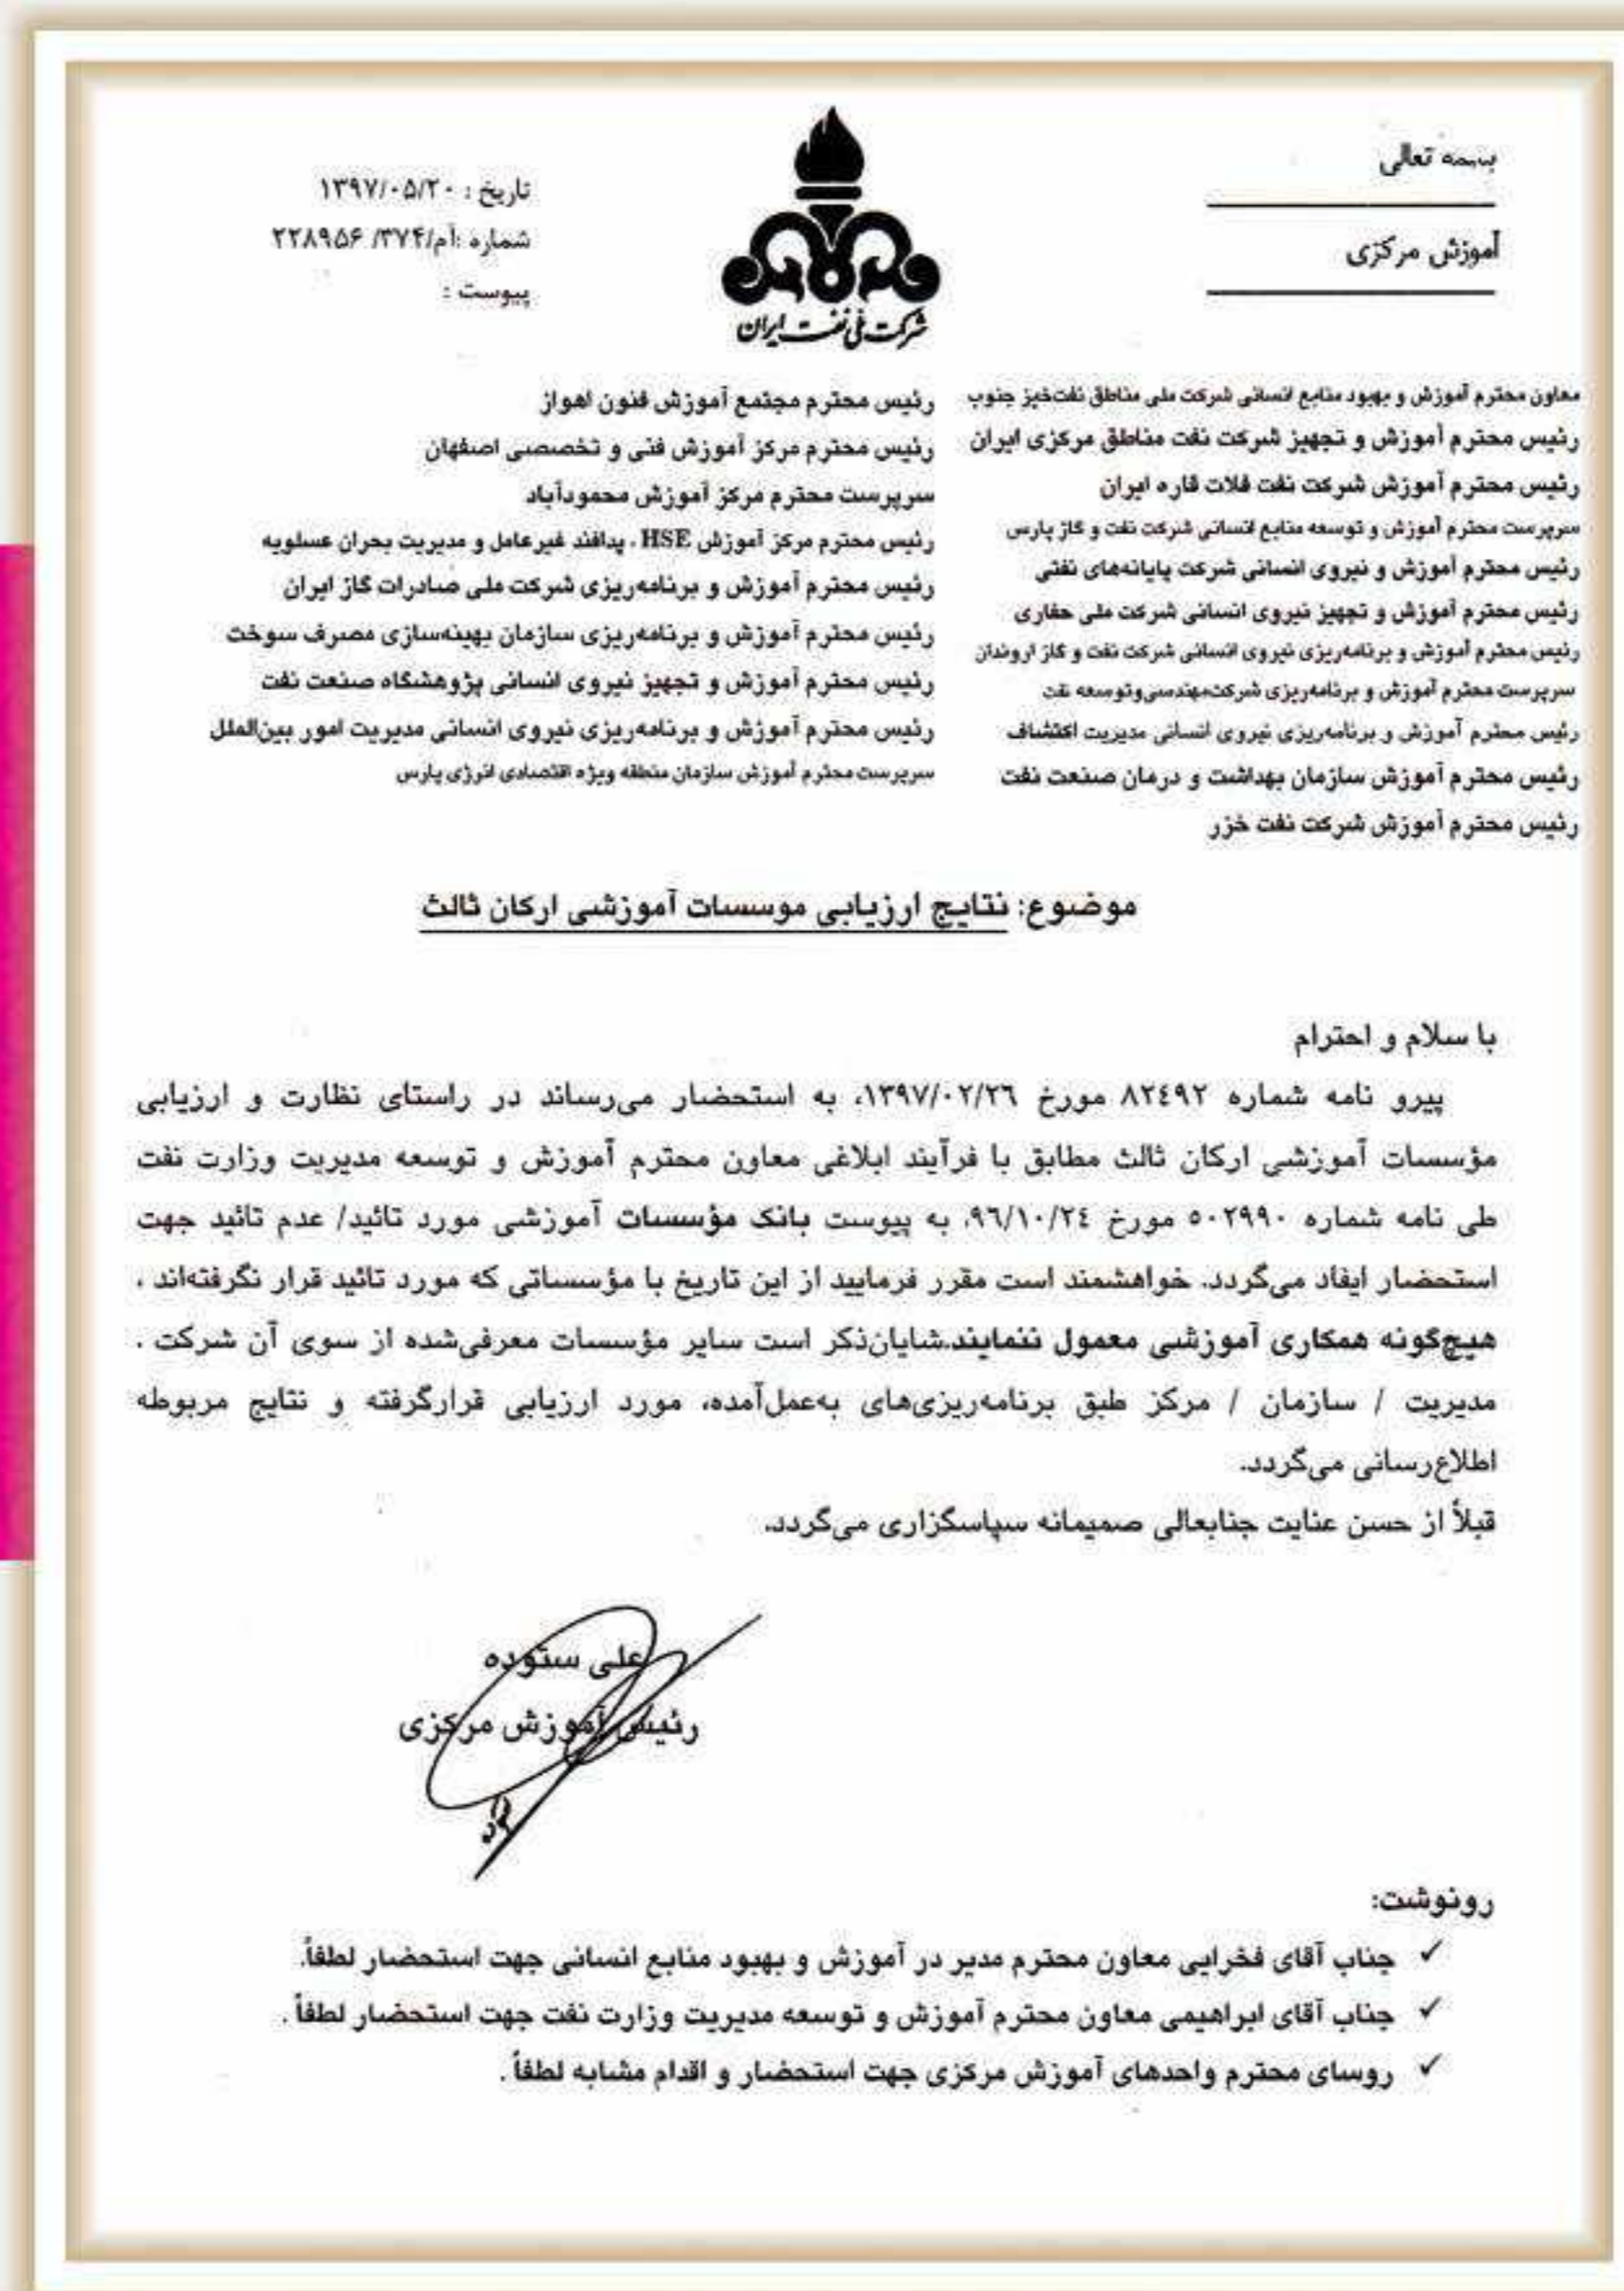 بسمه تعالی
آموزش مرکزی
شرکت ملی نفت ایران
تاریخ : ۱۳۹۷/۰۵/۲۰
شماره :آم/۳۷۴/ ۲۲۸۹۵۶
پیوست :
معاون محترم آموزش و بهبود منابع انسانی شرکت ملی مناطق نفت‌خیز جنوب
رئیس محترم آموزش و تجهیز شرکت نفت مناطق مرکزی ایران
رئیس محترم آموزش شرکت نفت فلات قاره ایران
سرپرست محترم آموزش و توسعه منابع انسانی شرکت نفت و گاز پارس
رئیس محترم آموزش و نیروی انسانی شرکت پایانه‌های نفتی
رئیس محترم آموزش و تجهیز نیروی انسانی شرکت ملی حفاری
رئیس محترم آموزش و برنامه‌ریزی نیروی انسانی شرکت نفت و گاز اروندان
سرپرست محترم آموزش و برنامه‌ریزی شرکت‌مهندسی‌وتوسعه نفت
رئیس محترم آموزش و برنامه‌ریزی نیروی انسانی مدیریت اکتشاف
رئیس محترم آموزش سازمان بهداشت و درمان صنعت نفت
رئیس محترم آموزش شرکت نفت خزر
رئیس محترم مجتمع آموزش فنون اهواز
رئیس محترم مرکز آموزش فنی و تخصصی اصفهان
سرپرست محترم مرکز آموزش محمودآباد
رئیس محترم مرکز آموزش HSE ، پدافند غیرعامل و مدیریت بحران عسلویه
رئیس محترم آموزش و برنامه‌ریزی شرکت ملی صادرات گاز ایران
رئیس محترم آموزش و برنامه‌ریزی سازمان بهینه‌سازی مصرف سوخت
رئیس محترم آموزش و تجهیز نیروی انسانی پژوهشگاه صنعت نفت
رئیس محترم آموزش و برنامه‌ریزی نیروی انسانی مدیریت امور بین‌الملل
سرپرست محترم آموزش سازمان منطقه ویژه اقتصادی انرژی پارس
موضوع: نتایج ارزیابی موسسات آموزشی ارکان ثالث
با سلام و احترام
پیرو نامه شماره ۸۲٤۹۲ مورخ ۱۳۹۷/۰۲/۲٦، به استحضار می‌رساند در راستای نظارت و ارزیابی
مؤسسات آموزشی ارکان ثالث مطابق با فرآیند ابلاغی معاون محترم آموزش و توسعه مدیریت وزارت نفت
طی نامه شماره ۵۰۲۹۹۰ مورخ ۹٦/۱۰/۲٤، به پیوست بانک مؤسسات آموزشی مورد تائید/ عدم تائید جهت
استحضار ایفاد می‌گردد. خواهشمند است مقرر فرمایید از این تاریخ با مؤسساتی که مورد تائید قرار نگرفته‌اند ،
هیچ‌گونه همکاری آموزشی معمول ننمایند.شایان‌ذکر است سایر مؤسسات معرفی‌شده از سوی آن شرکت .
مدیریت / سازمان / مرکز طبق برنامه‌ریزی‌های به‌عمل‌آمده، مورد ارزیابی قرارگرفته و نتایج مربوطه
اطلاع‌رسانی می‌گردد.
قبلاً از حسن عنایت جنابعالی صمیمانه سپاسگزاری می‌گردد.
علی ستوده
رئیس آموزش مرکزی
رونوشت:
✓ جناب آقای فخرایی معاون محترم مدیر در آموزش و بهبود منابع انسانی جهت استحضار لطفاً.
✓ جناب آقای ابراهیمی معاون محترم آموزش و توسعه مدیریت وزارت نفت جهت استحضار لطفاً .
✓ روسای محترم واحدهای آموزش مرکزی جهت استحضار و اقدام مشابه لطفاً .